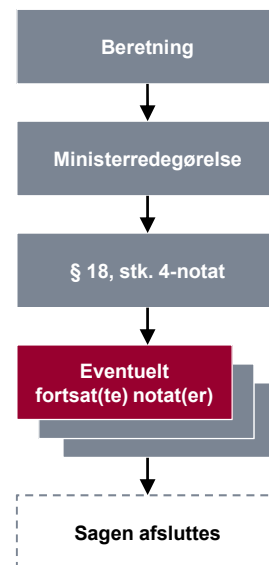 Beretning
Ministerredegørelse
§ 18, stk. 4-notat
Eventuelt
fortsat(te) notat(er)
Sagen afsluttes